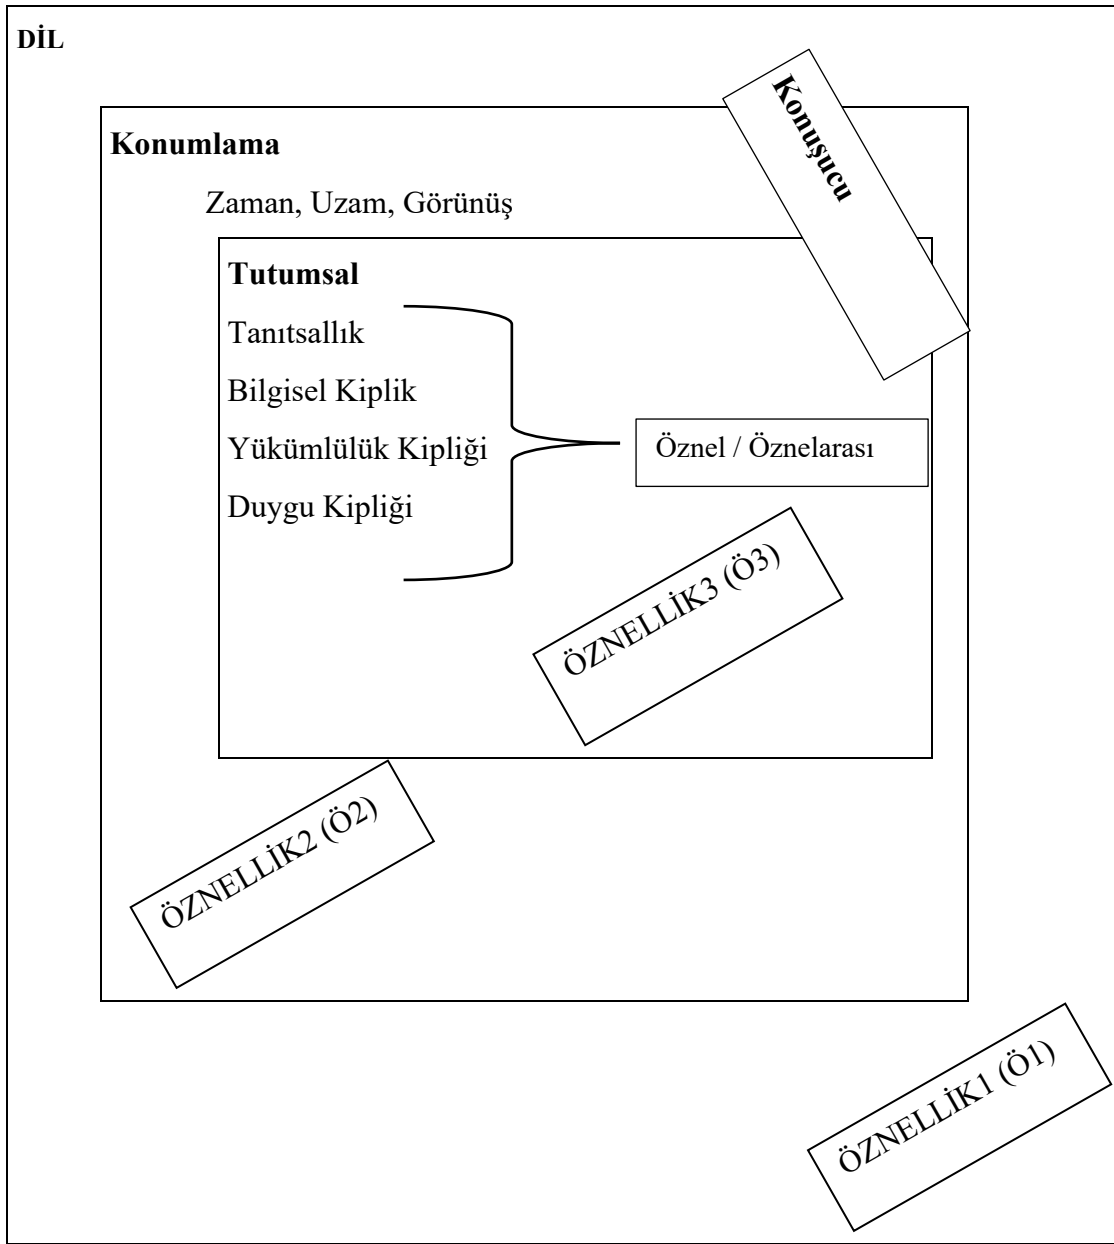 DİL
Konuşucu
Konumlama
Zaman, Uzam, Görünüş
Tutumsal
Tanıtsallık
Bilgisel Kiplik
Yükümlülük Kipliği
Duygu Kipliği
Öznel / Öznelarası
ÖZNELLİK3 (Ö3)
ÖZNELLİK2 (Ö2)
ÖZNELLİK1 (Ö1)